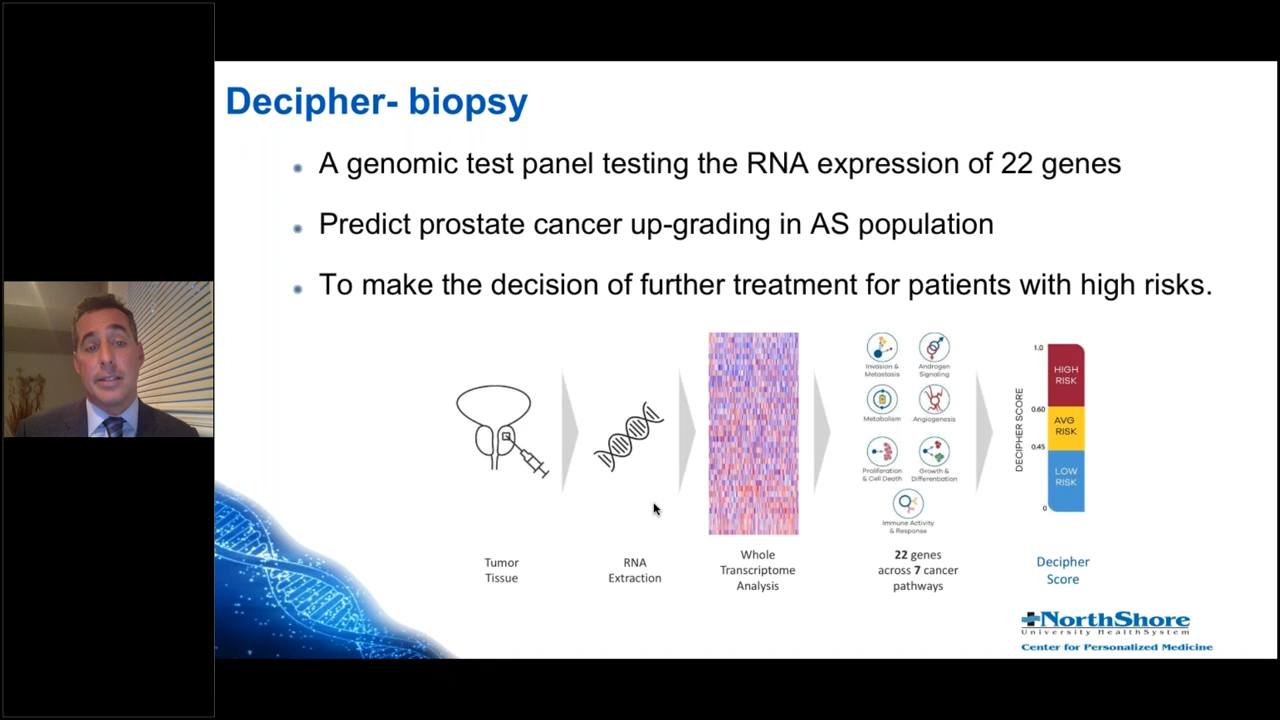 Decipher- biopsy
A genomic test panel testing the RNA expression of 22 genes
Predict prostate cancer up-grading in AS population
To make the decision of further treatment for patients with high risks.
Tumor
Tissue
RNA
Extraction
Whole
Transcriptome
Analysis
Invasion &
Metastasis
Androgen
Signaling
Metabolism
Angiogenesis
Proliferation
& Cell Death
Growth &
Differentiation
Immune Activity
& Response
22 genes
across 7 cancer
pathways
DECIPHER SCORE
1.0
HIGH
RISK
0.60
AVG
RISK
0.45
LOW
RISK
0
Decipher
Score
NorthShore
University HealthSystem
Center for Personalized Medicine